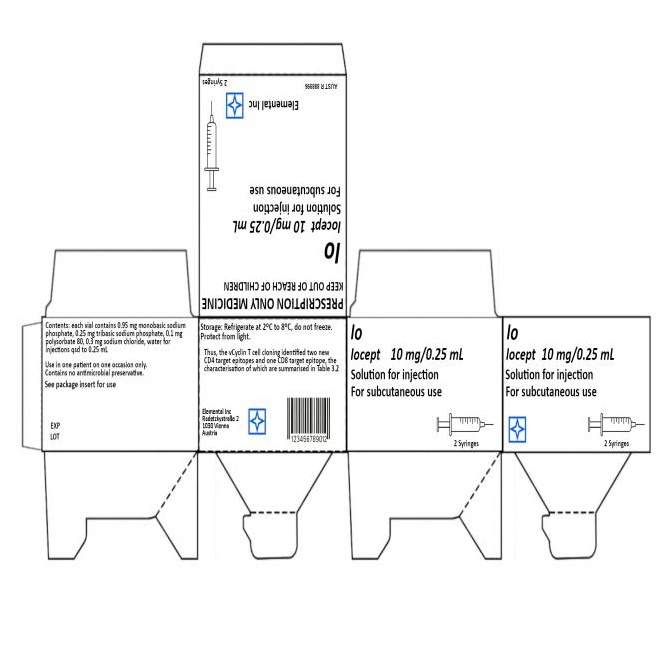 2 Syringes
AUST R 888996
Elemental Inc
For subcutaneous use
Solution for injection
Iocept 10 mg/0.25 mL
Io
KEEP OUT OF REACH OF CHILDREN
PRESCRIPTION ONLY MEDICINE
Contents: each vial contains 0.95 mg monobasic sodium
phosphate, 0.25 mg tribasic sodium phosphate, 0.1 mg
polysorbate 80, 0.3 mg sodium chloride, water for
injections qsd to 0.25 mL
Use in one patient on one occasion only.
Contains no antimicrobial preservative.
See package insert for use
EXP
LOT
Storage: Refrigerate at 2ºC to 8ºC, do not freeze.
Protect from light.
Thus, the vCyclin T cell cloning identified two new
CD4 target epitopes and one CD8 target epitope, the
characterisation of which are summarised in Table 3.2
Elemental Inc
Radetzkystraße 2
1030 Vienna
Austria
123456789012
Io
Iocept 10 mg/0.25 mL
Solution for injection
For subcutaneous use
2 Syringes
Io
Iocept 10 mg/0.25 mL
Solution for injection
For subcutaneous use
2 Syringes